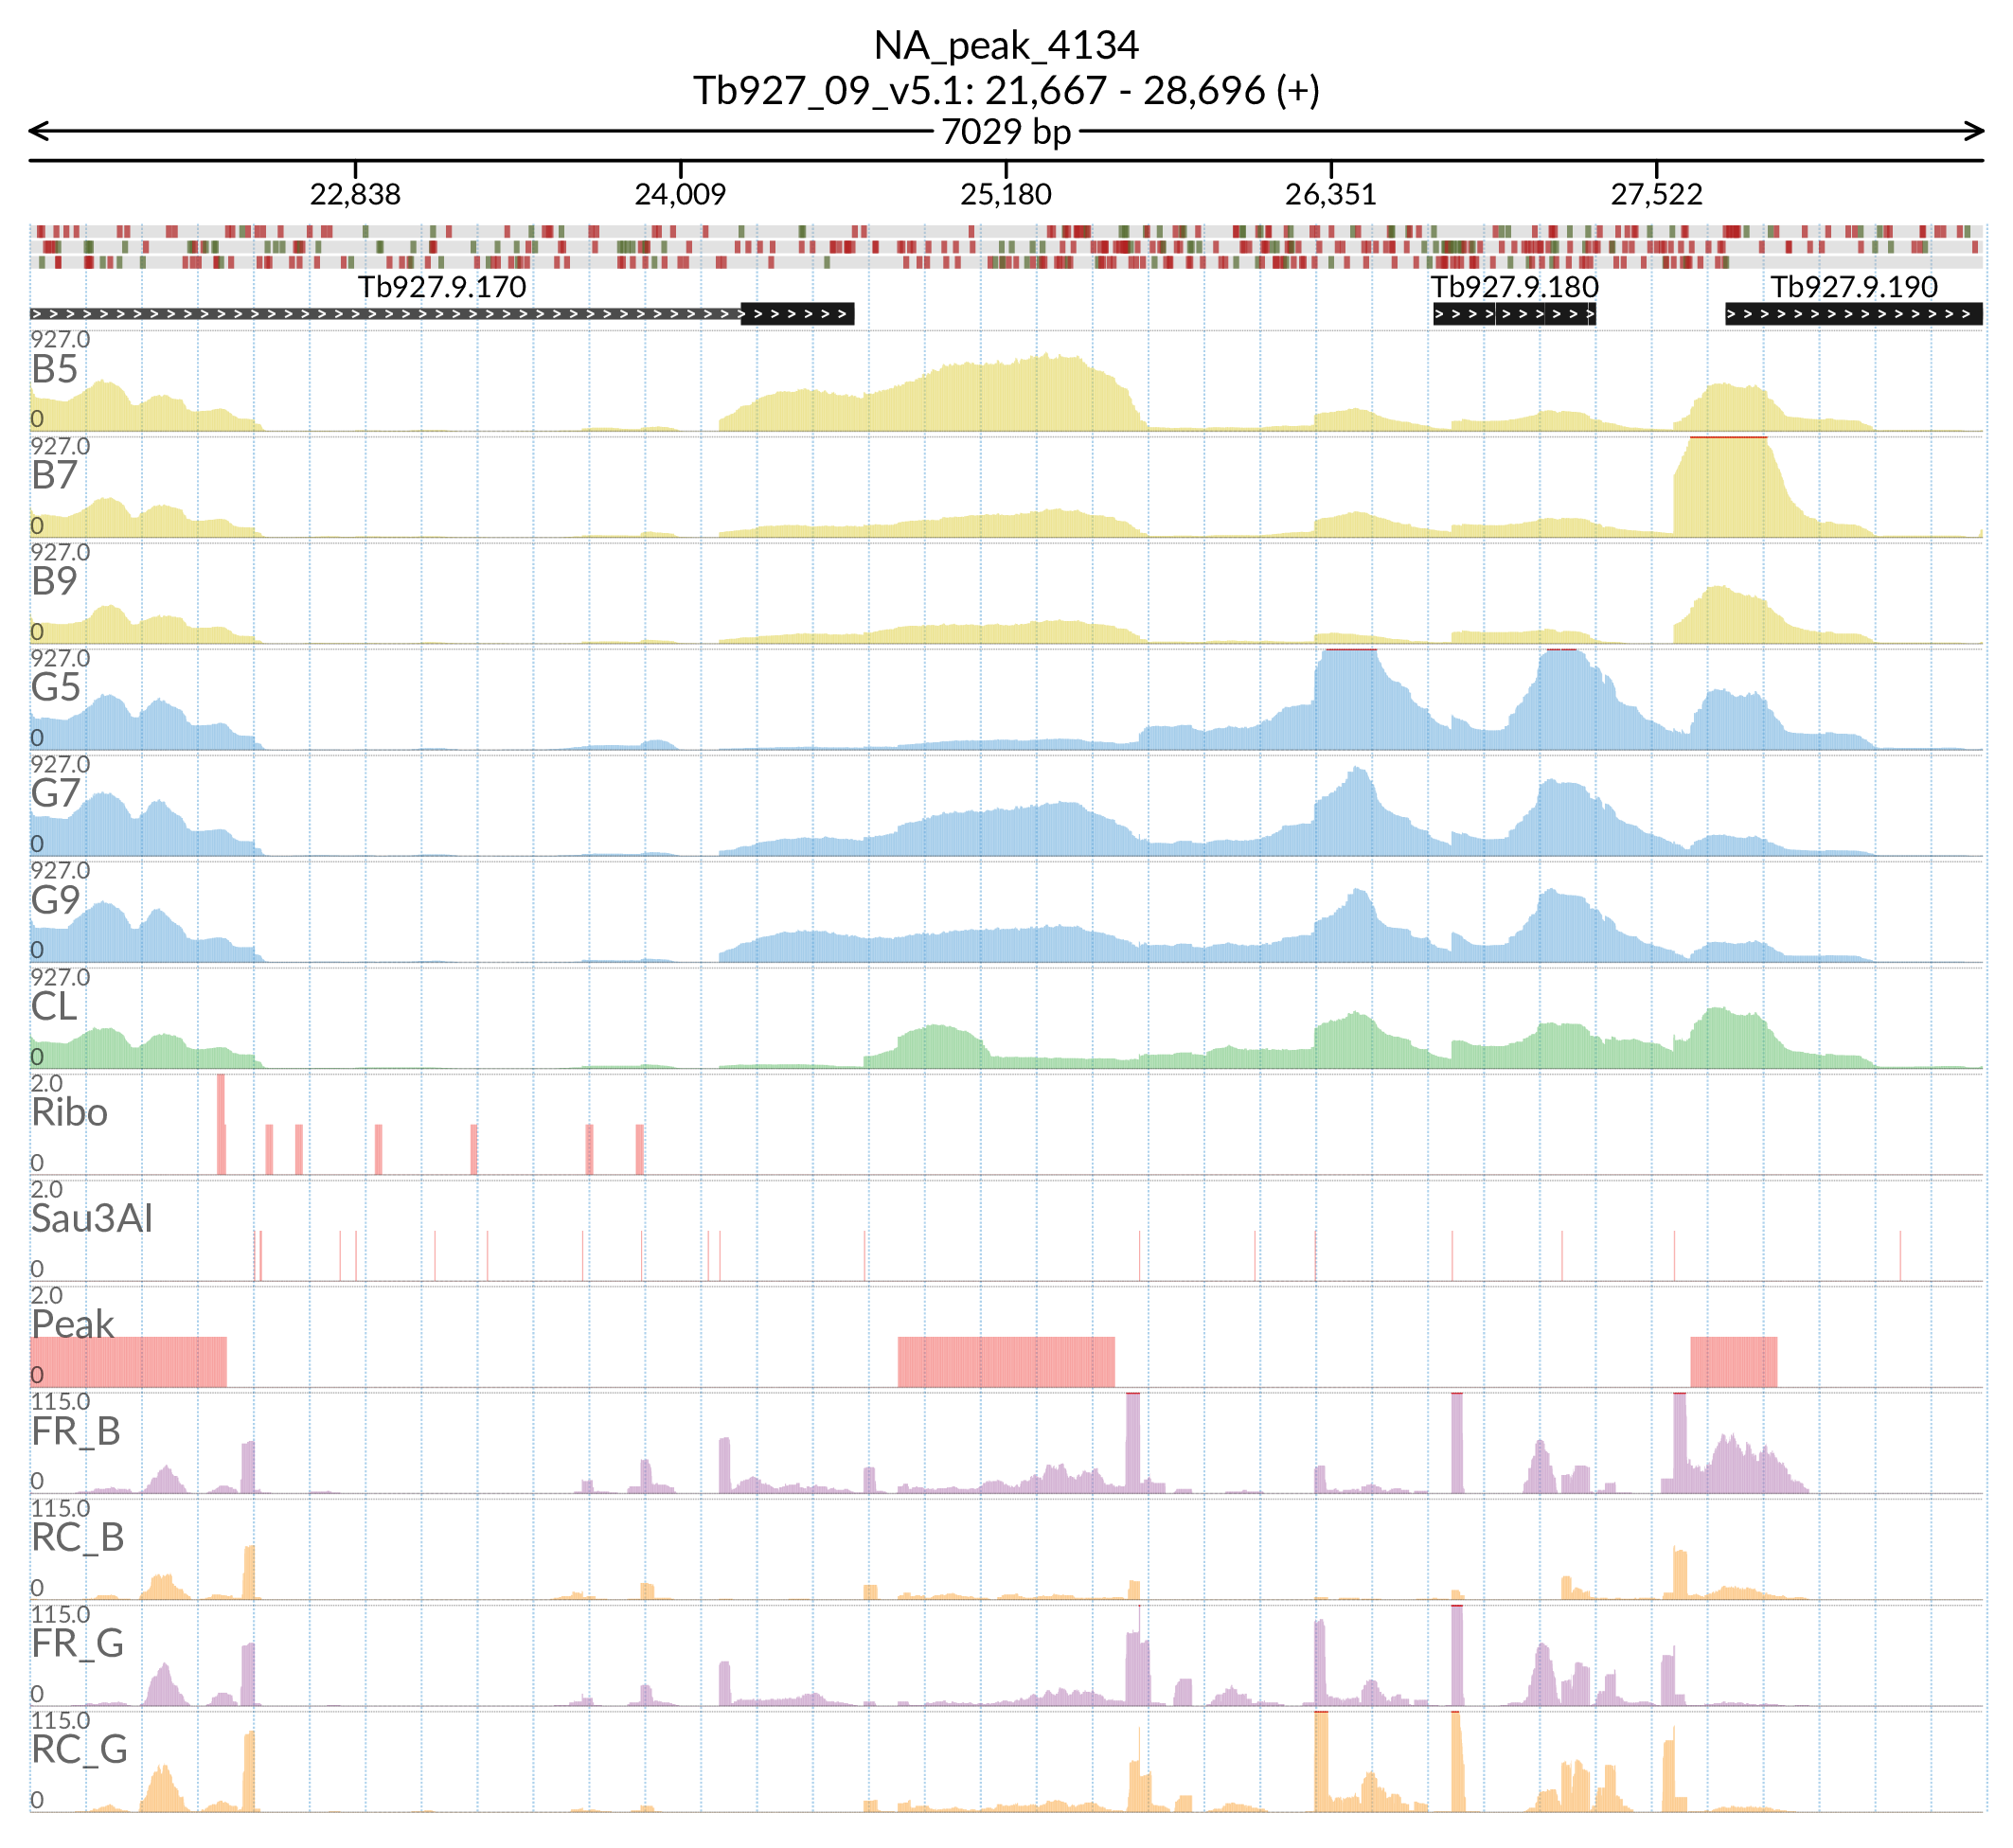 NA_peak_4134
Tb927_09_v5.1: 21,667 - 28,696 (+)
7029 bp
22,838 24,009 25,180 26,351 27,522
Tb927.9.170 Tb927.9.180 Tb927.9.190
927.0
B5
0
927.0
B7
0
927.0
B9
0
927.0
G5
0
927.0
G7
0
927.0
G9
0
927.0
CL
0
2.0
Ribo
0
2.0
Sau3AI
0
2.0
Peak
0
115.0
FR_B
0
115.0
RC_B
0
115.0
FR_G
0
115.0
RC_G
0